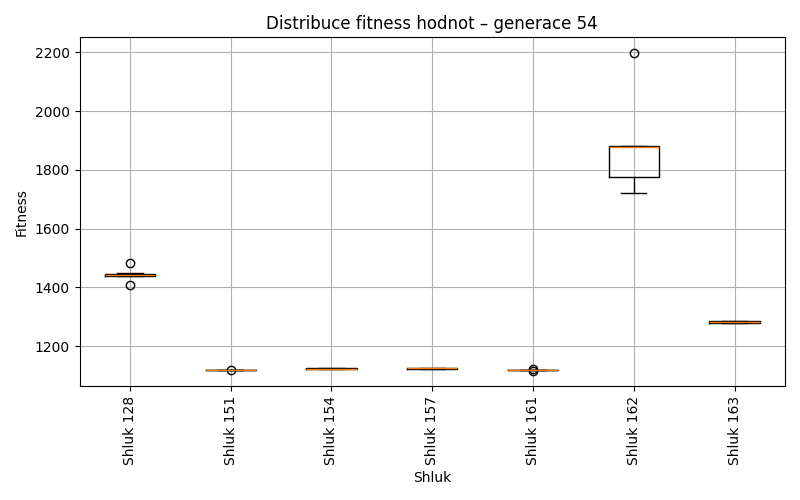 Distribuce fitness hodnot – generace 54
Fitness
2200
2000
1800
1600
1400
1200
Shluk 128
Shluk 151
Shluk 154
Shluk 157
Shluk 161
Shluk 162
Shluk 163
Shluk